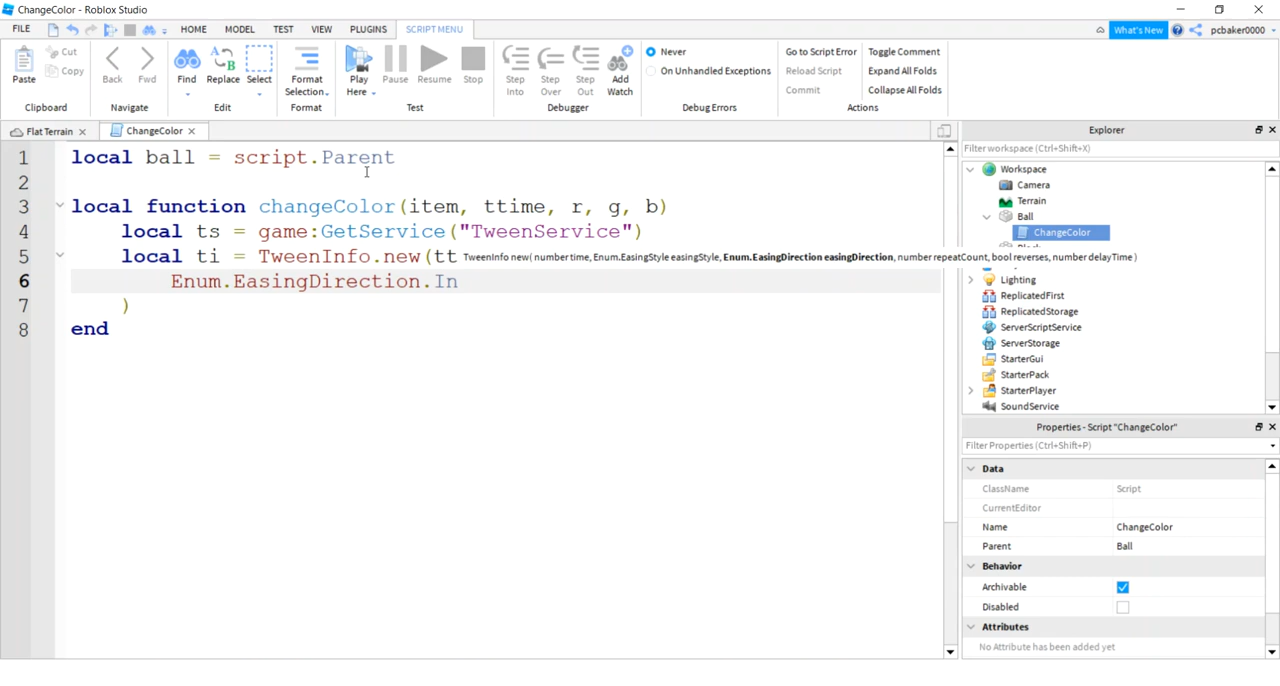 ChangeColor - Roblox Studio
FILE HOME MODEL TEST VIEW PLUGINS SCRIPT MENU What's New pcbaker0000
Paste Cut Copy
Clipboard
Back Fwd
Navigate
Find Replace Select
Edit
Format Selection
Format
Play Here Pause Resume Stop
Test
Step Into Step Over Step Out Add Watch
Debugger
Never
On Unhandled Exceptions
Debug Errors
Go to Script Error Toggle Comment
Reload Script Expand All Folds
Commit Collapse All Folds
Actions
Flat Terrain ChangeColor
1 local ball = script.Parent
2
3 local function changeColor(item, ttime, r, g, b)
4 local ts = game:GetService("TweenService")
5 local ti = TweenInfo.new(tt
TweenInfo new( number time, Enum.EasingStyle easingStyle, Enum.EasingDirection easingDirection, number repeatCount, bool reverses, number delayTime )
6 Enum.EasingDirection.In
7 )
8 end
Explorer
Filter workspace (Ctrl+Shift+X)
Workspace
Camera
Terrain
Ball
ChangeColor
Lighting
ReplicatedFirst
ReplicatedStorage
ServerScriptService
ServerStorage
StarterGui
StarterPack
StarterPlayer
SoundService
Properties - Script "ChangeColor"
Filter Properties (Ctrl+Shift+P)
Data
ClassName Script
CurrentEditor
Name ChangeColor
Parent Ball
Behavior
Archivable
Disabled
Attributes
No Attribute has been added yet